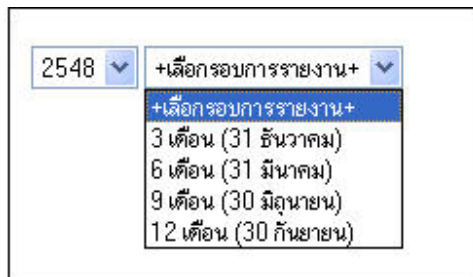 2548 +เลือกรอบการรายงาน+
+เลือกรอบการรายงาน+
3 เดือน (31 ธันวาคม)
6 เดือน (31 มีนาคม)
9 เดือน (30 มิถุนายน)
12 เดือน (30 กันยายน)